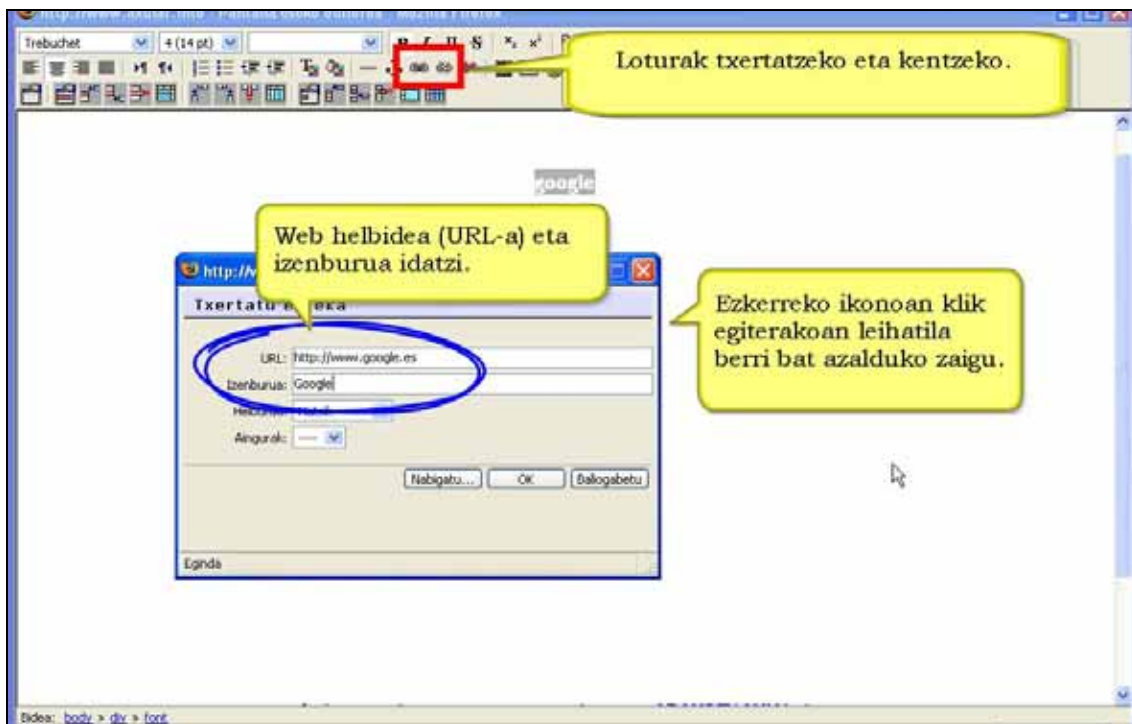 Trebuchet 4 (14 pt)
Loturak txertatzeko eta kentzeko.
google
Web helbidea (URL-a) eta
izenburua idatzi.
Ezkerreko ikonoan klik
egiterakoan leihatila
berri bat azalduko zaigu.
Txertatu
URL: http://www.google.es
Izenburua: Google
Aingurak:
Nabigatu... OK Baliogabetu
Eginda
Bidea: body » div » font